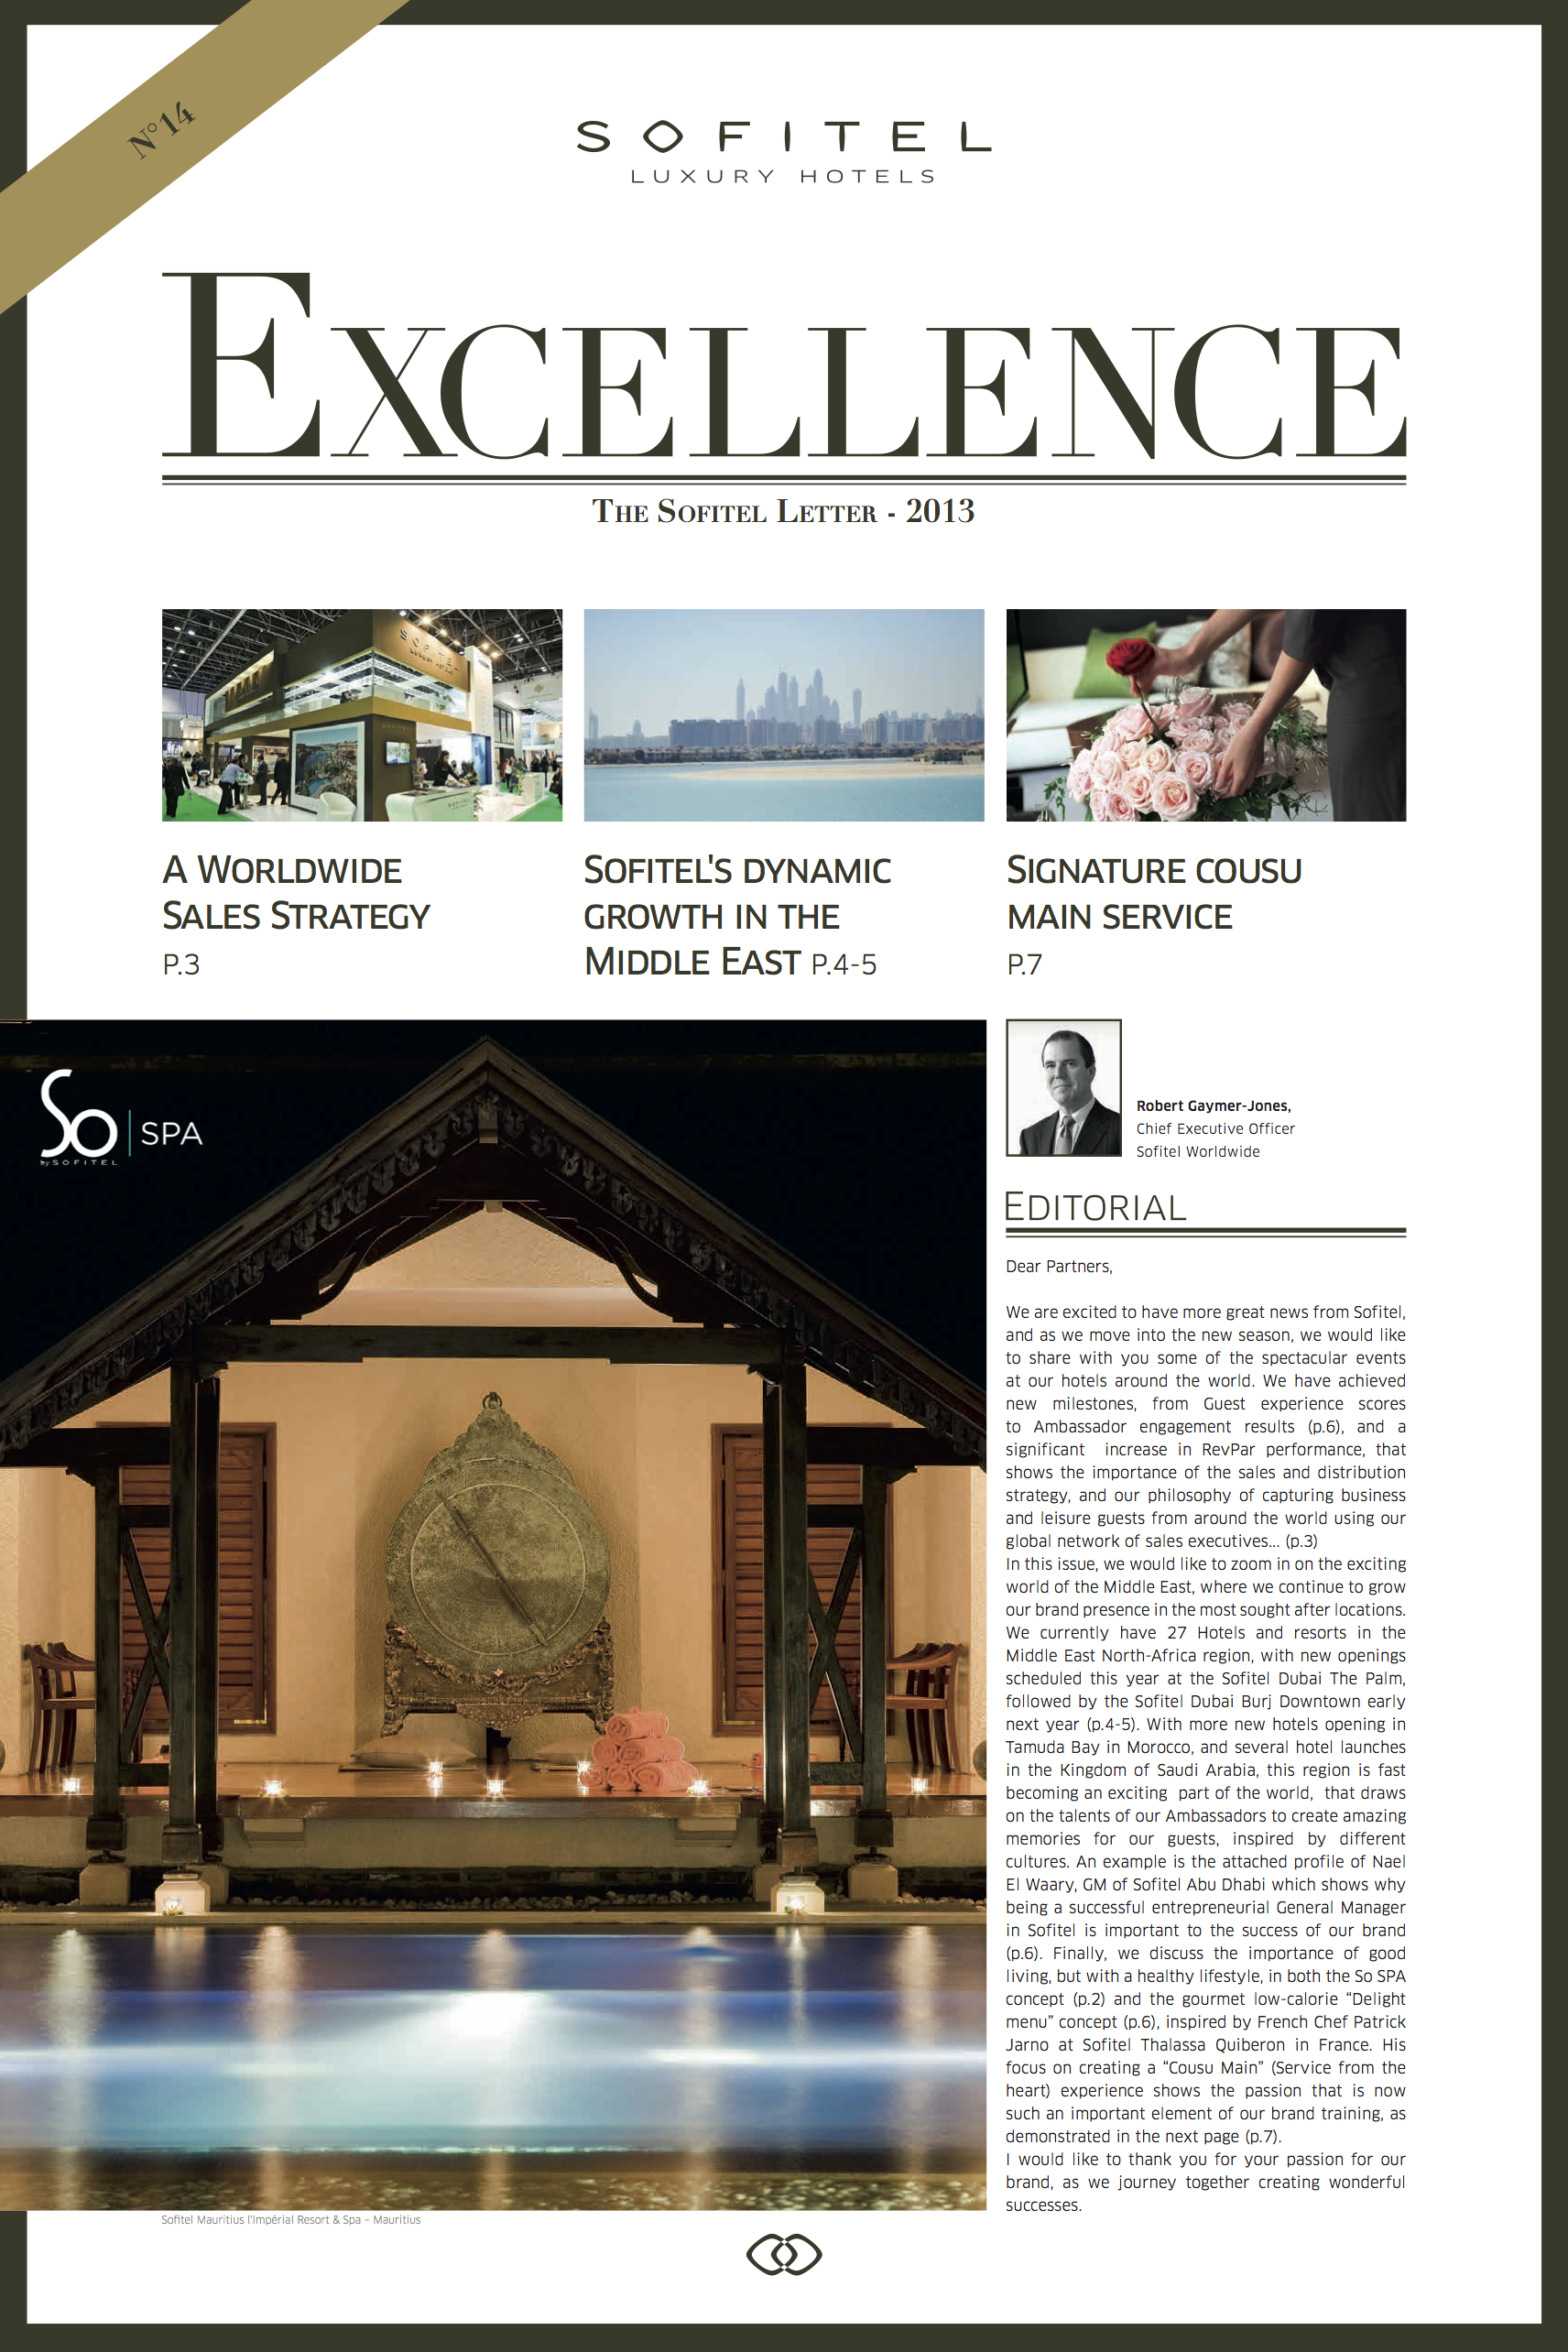 N°14
SOFITEL
LUXURY HOTELS
EXCELLENCE
THE SOFITEL LETTER - 2013
SOFITEL
LUXURY HOTELS
SOFITEL
A WORLDWIDE
SALES STRATEGY
P.3
SOFITEL'S DYNAMIC
GROWTH IN THE
MIDDLE EAST P.4-5
SIGNATURE COUSU
MAIN SERVICE
P.7
So SPA
by SOFITEL
Robert Gaymer-Jones,
Chief Executive Officer
Sofitel Worldwide
EDITORIAL
Dear Partners,
We are excited to have more great news from Sofitel,
and as we move into the new season, we would like
to share with you some of the spectacular events
at our hotels around the world. We have achieved
new milestones, from Guest experience scores
to Ambassador engagement results (p.6), and a
significant increase in RevPar performance, that
shows the importance of the sales and distribution
strategy, and our philosophy of capturing business
and leisure guests from around the world using our
global network of sales executives... (p.3)
In this issue, we would like to zoom in on the exciting
world of the Middle East, where we continue to grow
our brand presence in the most sought after locations.
We currently have 27 Hotels and resorts in the
Middle East North-Africa region, with new openings
scheduled this year at the Sofitel Dubai The Palm,
followed by the Sofitel Dubai Burj Downtown early
next year (p.4-5). With more new hotels opening in
Tamuda Bay in Morocco, and several hotel launches
in the Kingdom of Saudi Arabia, this region is fast
becoming an exciting part of the world, that draws
on the talents of our Ambassadors to create amazing
memories for our guests, inspired by different
cultures. An example is the attached profile of Nael
El Waary, GM of Sofitel Abu Dhabi which shows why
being a successful entrepreneurial General Manager
in Sofitel is important to the success of our brand
(p.6). Finally, we discuss the importance of good
living, but with a healthy lifestyle, in both the So SPA
concept (p.2) and the gourmet low-calorie “Delight
menu” concept (p.6), inspired by French Chef Patrick
Jarno at Sofitel Thalassa Quiberon in France. His
focus on creating a “Cousu Main” (Service from the
heart) experience shows the passion that is now
such an important element of our brand training, as
demonstrated in the next page (p.7).
I would like to thank you for your passion for our
brand, as we journey together creating wonderful
successes.
Sofitel Mauritius l'Impérial Resort & Spa - Mauritius